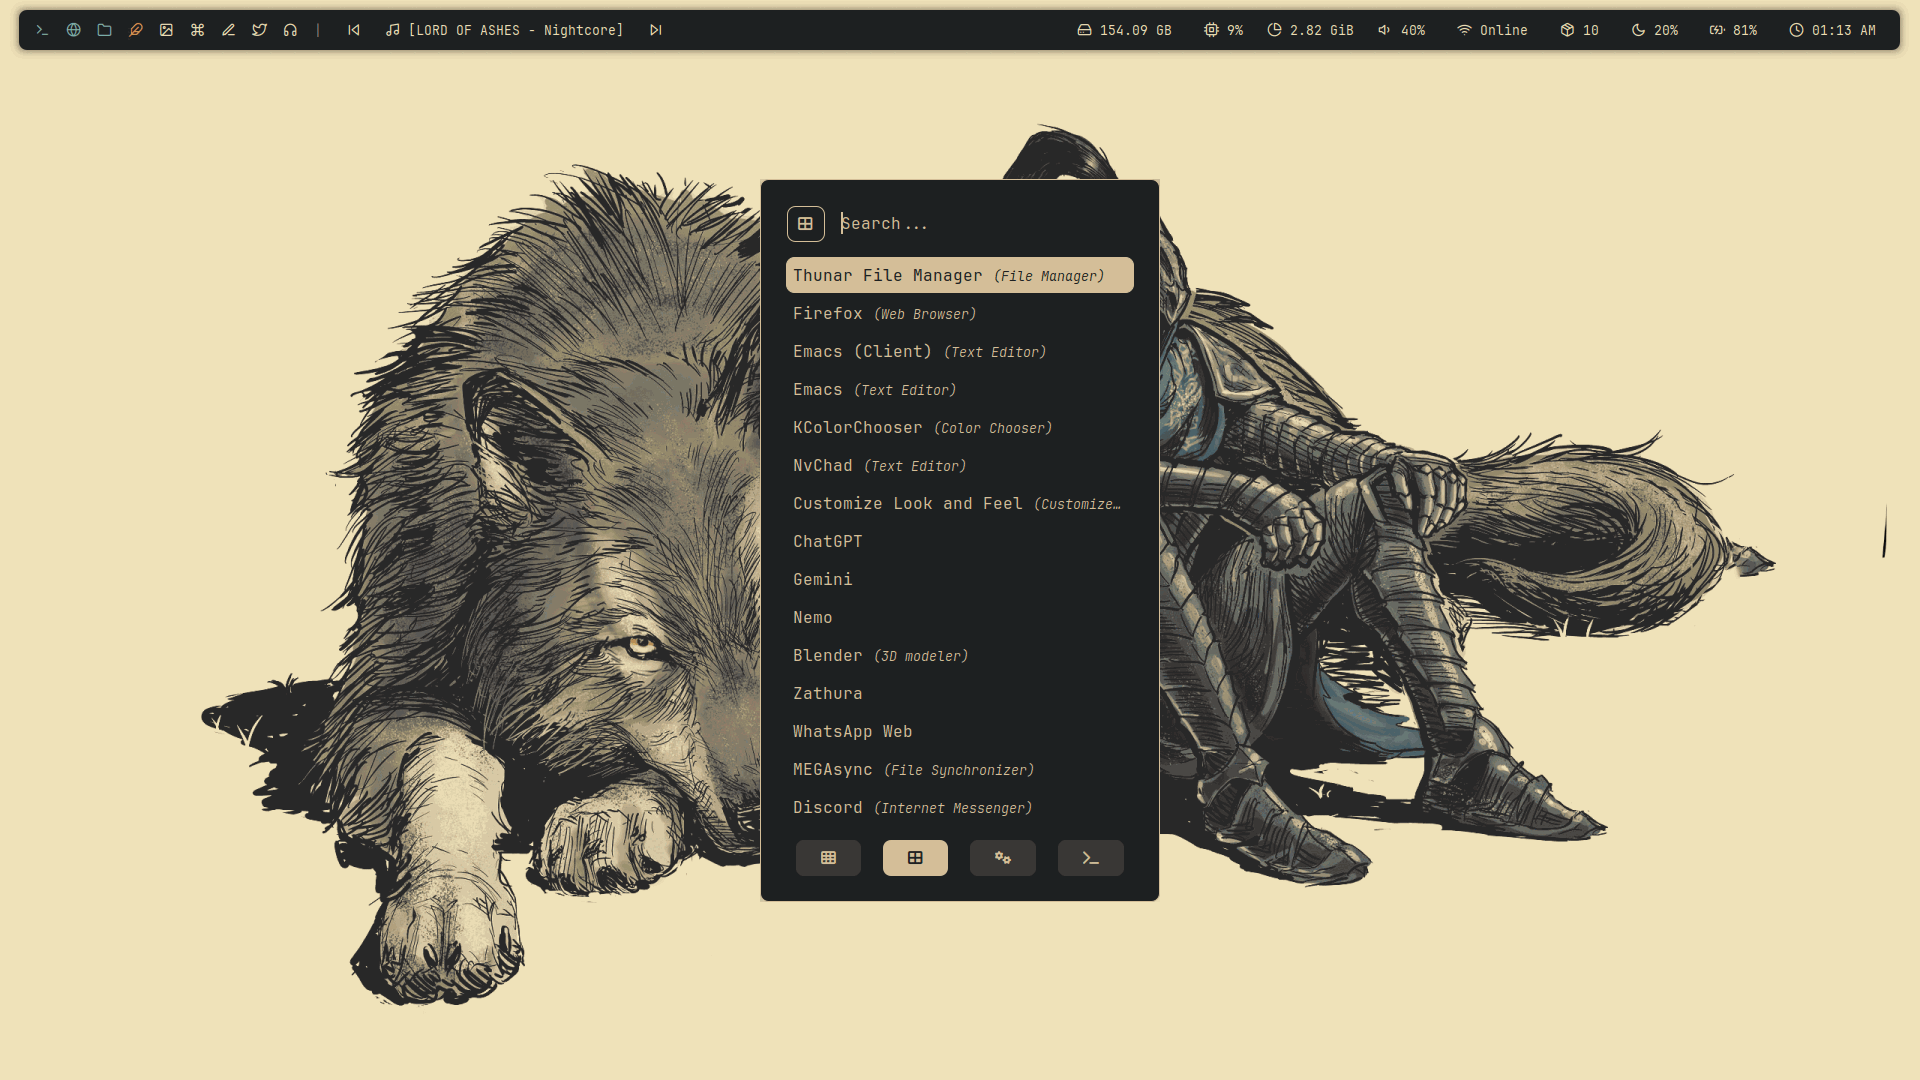 [LORD OF ASHES - Nightcore] 154.09 GB 9% 2.82 GiB 40% Online 10 20% 81% 01:13 AM
Search...
Thunar File Manager (File Manager)
Firefox (Web Browser)
Emacs (Client) (Text Editor)
Emacs (Text Editor)
KColorChooser (Color Chooser)
NvChad (Text Editor)
Customize Look and Feel (Customize…
ChatGPT
Gemini
Nemo
Blender (3D modeler)
Zathura
WhatsApp Web
MEGAsync (File Synchronizer)
Discord (Internet Messenger)